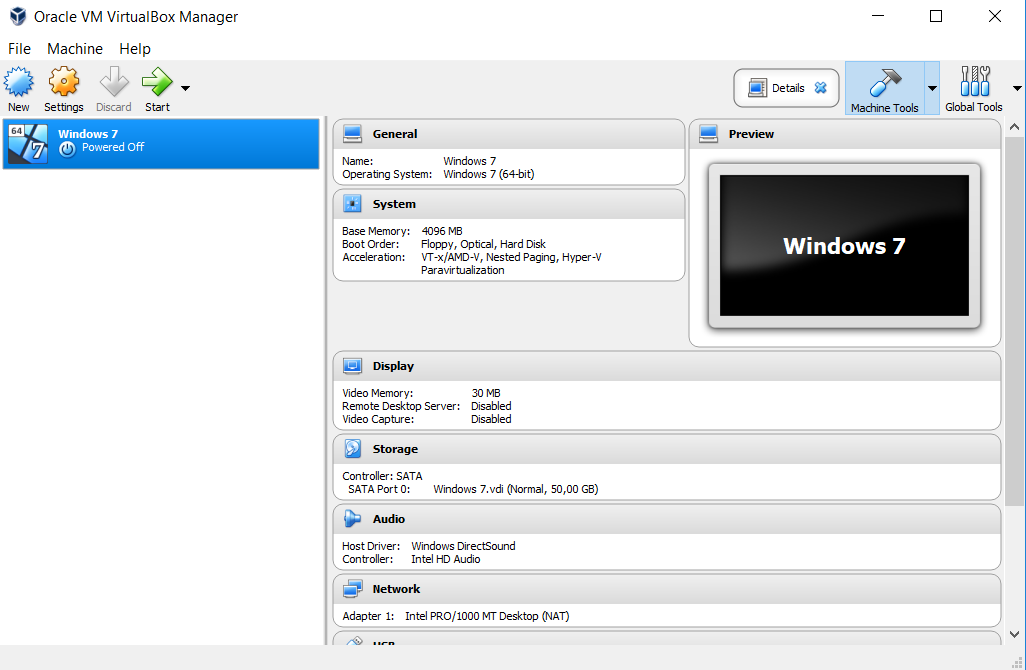 Oracle VM VirtualBox Manager
File Machine Help
New Settings Discard Start Details Machine Tools Global Tools
64 7
Windows 7
Powered Off
General
Name: Windows 7
Operating System: Windows 7 (64-bit)
System
Base Memory: 4096 MB
Boot Order: Floppy, Optical, Hard Disk
Acceleration: VT-x/AMD-V, Nested Paging, Hyper-V
Paravirtualization
Preview
Windows 7
Display
Video Memory: 30 MB
Remote Desktop Server: Disabled
Video Capture: Disabled
Storage
Controller: SATA
SATA Port 0: Windows 7.vdi (Normal, 50,00 GB)
Audio
Host Driver: Windows DirectSound
Controller: Intel HD Audio
Network
Adapter 1: Intel PRO/1000 MT Desktop (NAT)